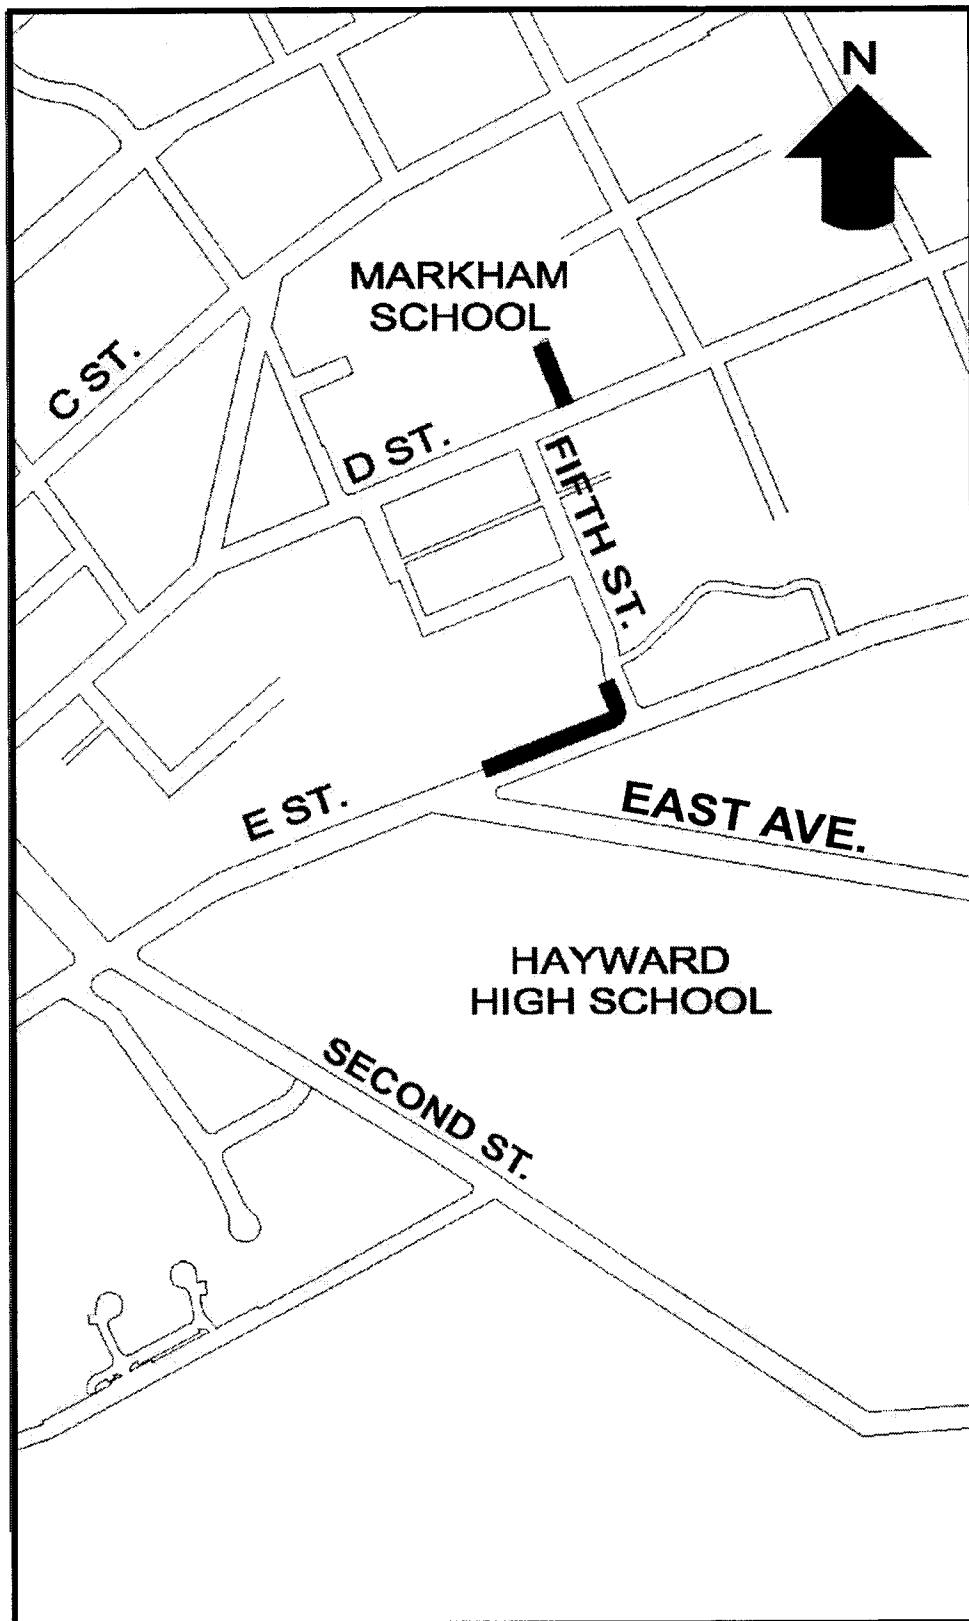 N
MARKHAM
SCHOOL
C ST.
D ST.
FIFTH ST.
E ST.
EAST AVE.
HAYWARD
HIGH SCHOOL
SECOND ST.